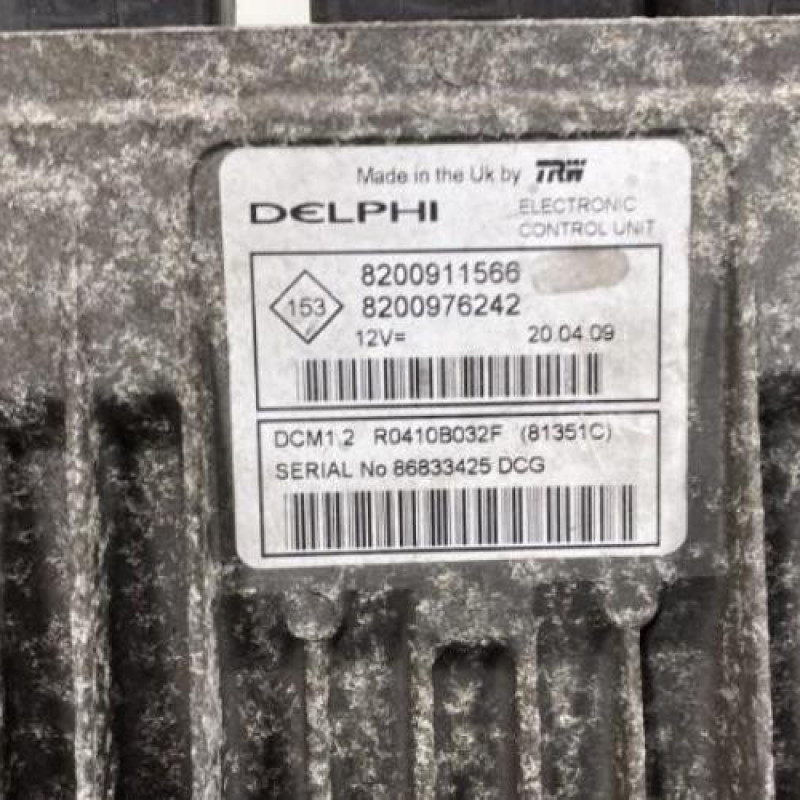 Made in the Uk by TRW
DELPHI ELECTRONIC
CONTROL UNIT
8200911566
153
8200976242
12V= 20.04.09
DCM1.2 R0410B032F (81351C)
SERIAL No 86833425 DCG